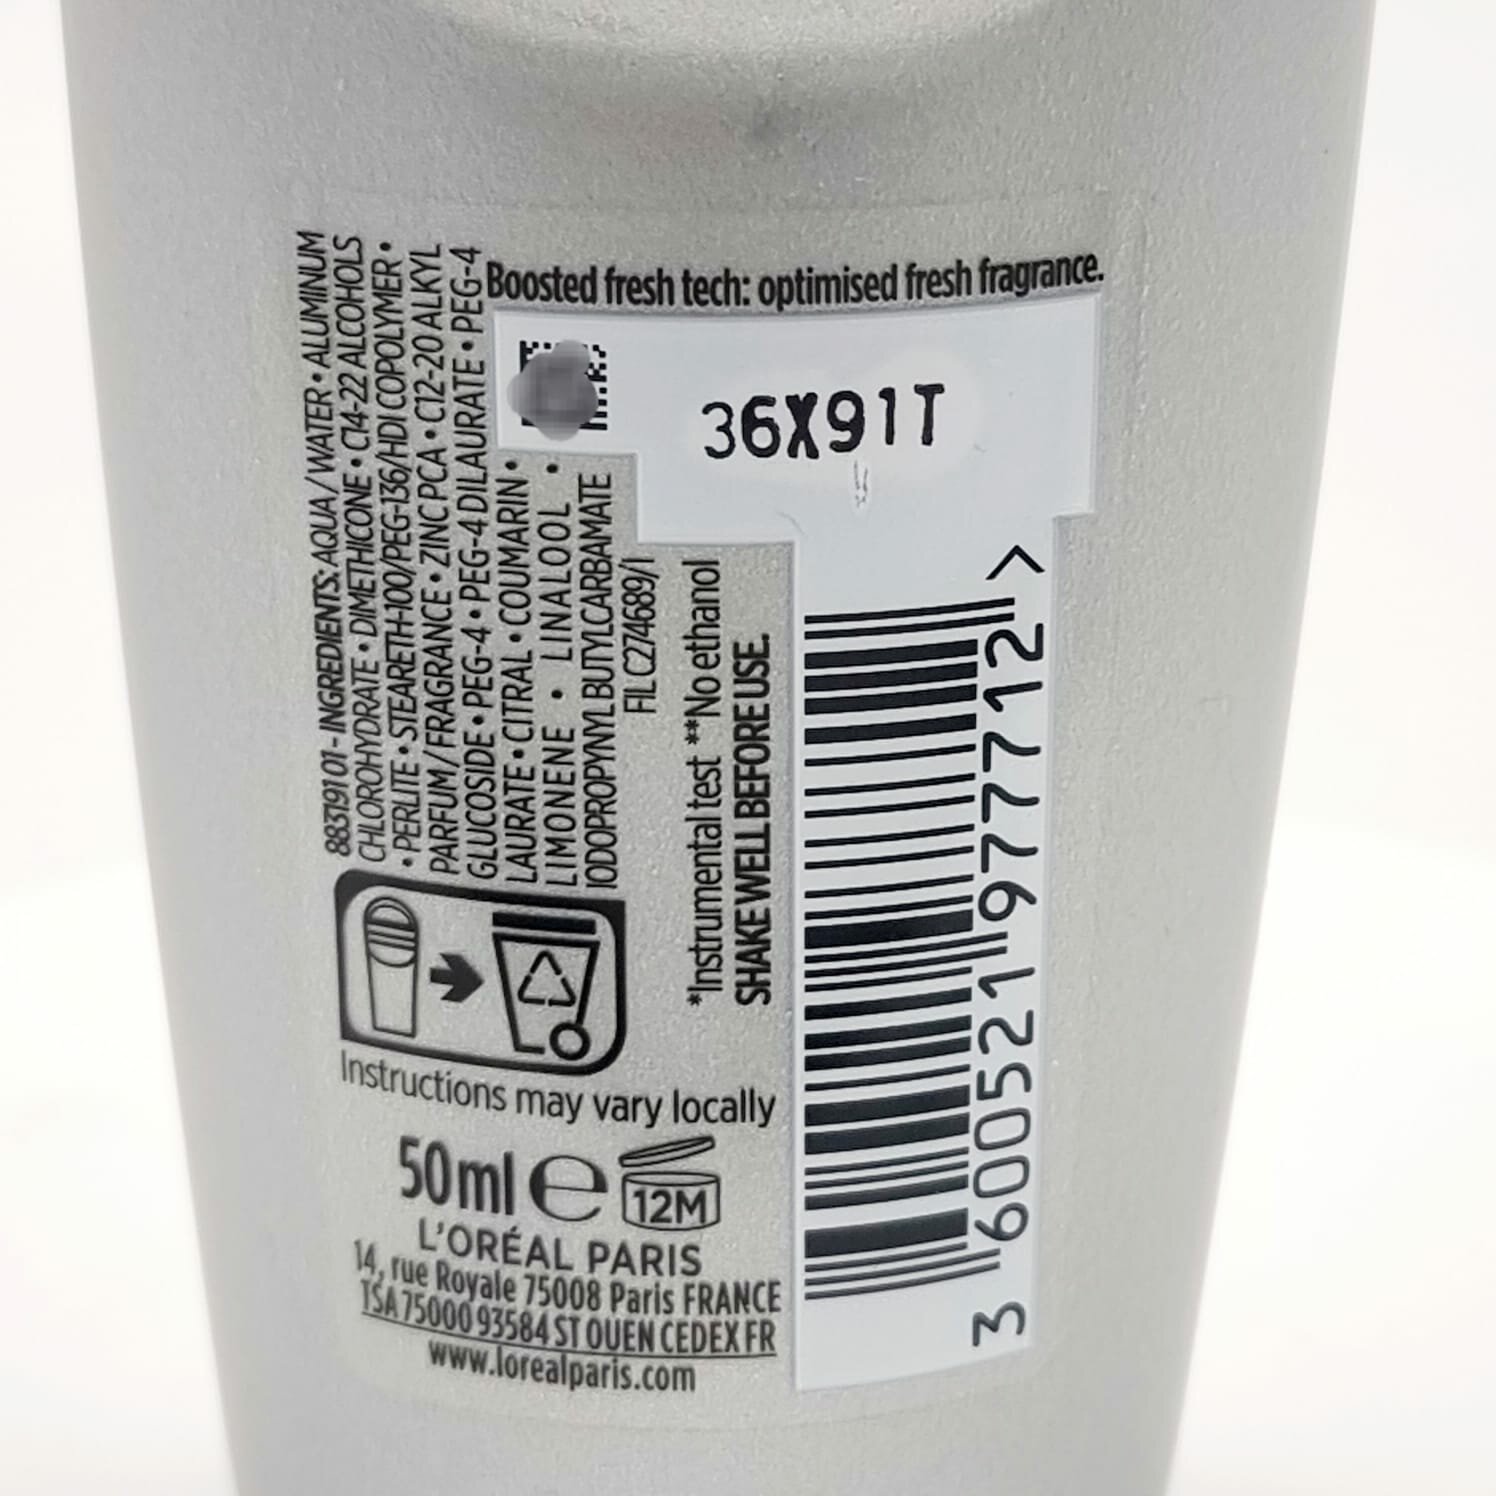 Boosted fresh tech: optimised fresh fragrance.
36X91T
883191 01 - INGREDIENTS: AQUA / WATER • ALUMINUM
CHLOROHYDRATE • DIMETHICONE • C14-22 ALCOHOLS
• PERLITE • STEARETH-100/PEG-136/HDI COPOLYMER •
PARFUM / FRAGRANCE • ZINC PCA • C12-20 ALKYL
GLUCOSIDE • PEG-4 • PEG-4 DILAURATE • PEG-4
LAURATE • CITRAL • COUMARIN •
LIMONENE • LINALOOL •
IODOPROPYNYL BUTYLCARBAMATE
FIL C274689/1
*Instrumental test **No ethanol
SHAKE WELL BEFORE USE.
3 600521 977712 >
Instructions may vary locally
50 ml e 12M
L'ORÉAL PARIS
14, rue Royale 75008 Paris FRANCE
TSA 75000 93584 ST OUEN CEDEX FR
www.lorealparis.com